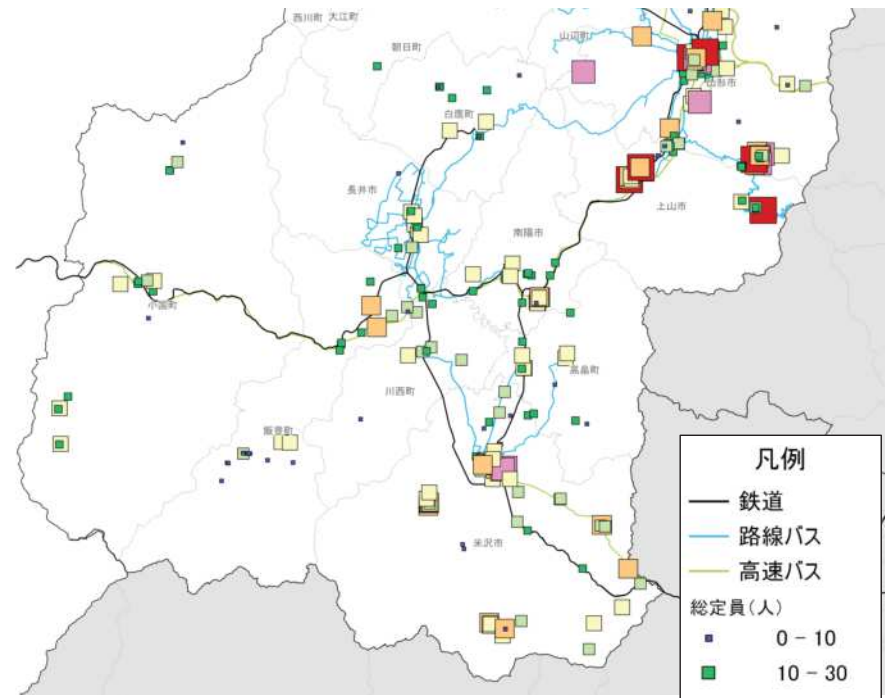 西川町 大江町
山辺町
朝日町
山形市
白鷹町
長井市
上山市
南陽市
小国町
高畠町
川西町
飯豊町
米沢市
凡例
鉄道
路線バス
高速バス
総定員(人)
0 - 10
10 - 30